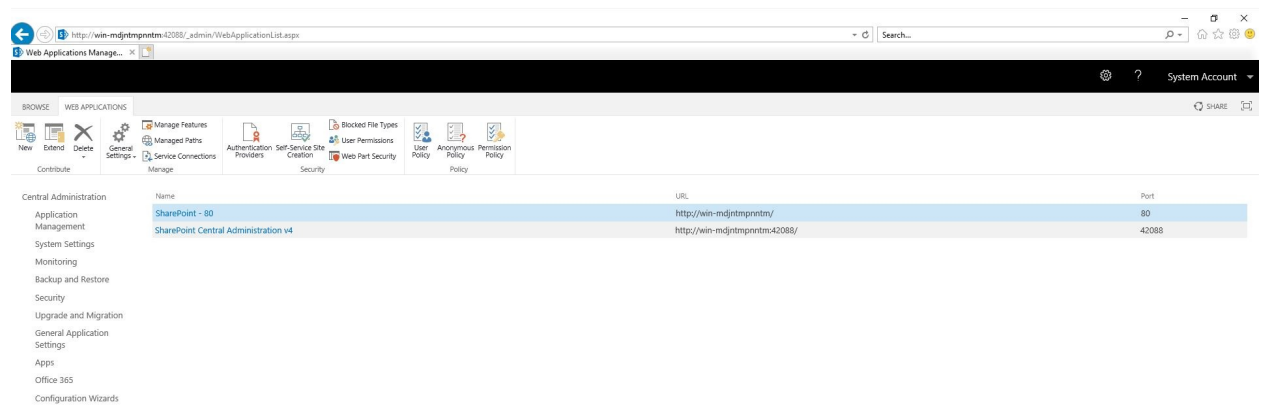 http://win-mdjntmpnntm:42088/_admin/WebApplicationList.aspx
Search...
Web Applications Manage...
System Account
BROWSE WEB APPLICATIONS
SHARE
New
Extend
Delete
General Settings
Manage Features
Managed Paths
Service Connections
Authentication Providers
Self-Service Site Creation
Blocked File Types
User Permissions
Web Part Security
User Policy
Anonymous Policy
Permission Policy
Contribute
Manage
Security
Policy
Central Administration
Application
Management
System Settings
Monitoring
Backup and Restore
Security
Upgrade and Migration
General Application
Settings
Apps
Office 365
Configuration Wizards
Name URL Port
SharePoint - 80 http://win-mdjntmpnntm/ 80
SharePoint Central Administration v4 http://win-mdjntmpnntm:42088/ 42088